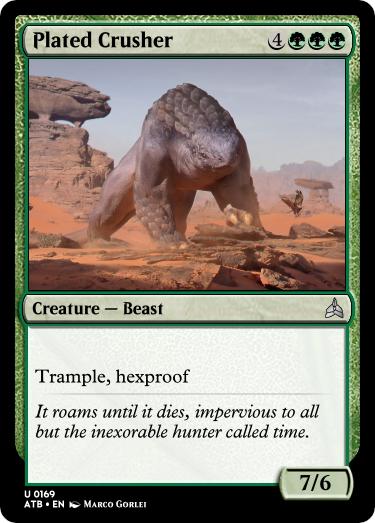 Plated Crusher 4
Creature — Beast
Trample, hexproof
It roams until it dies, impervious to all
but the inexorable hunter called time.
7/6
U 0169
ATB • EN Marco Gorlei